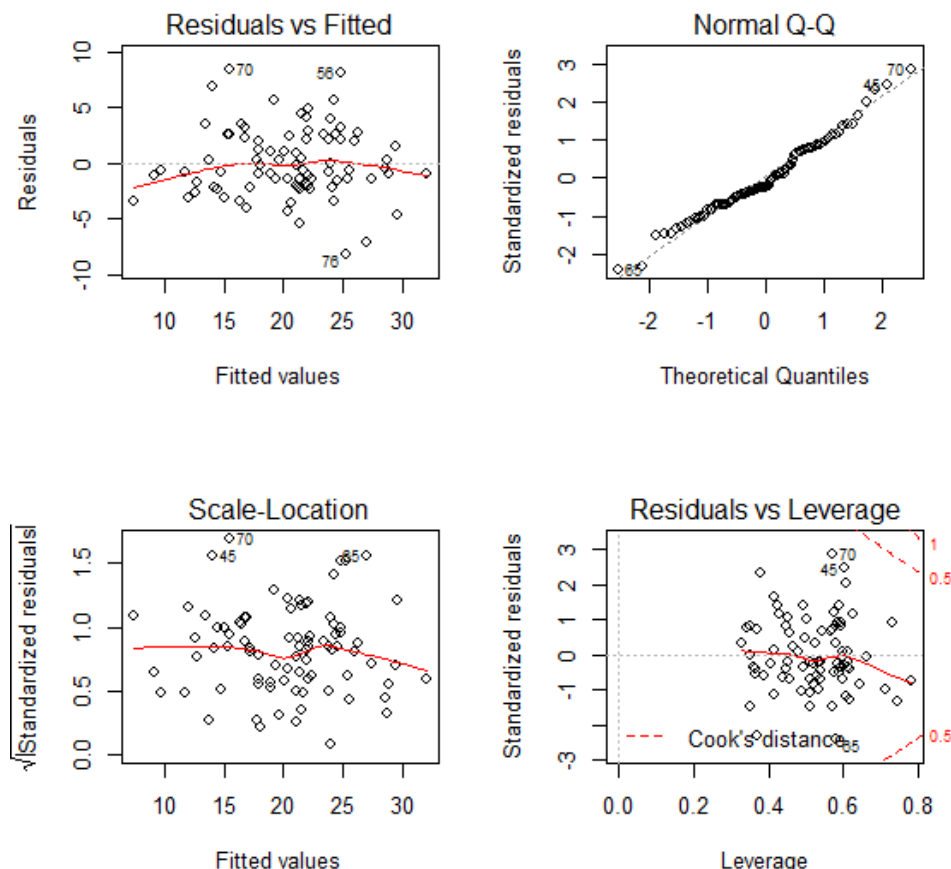 Residuals vs Fitted
Residuals
10
5
0
-5
-10
70
56
76
10 15 20 25 30
Fitted values
Normal Q-Q
Standardized residuals
3
2
1
0
-1
-2
70
45
65
-2 -1 0 1 2
Theoretical Quantiles
Scale-Location
√|Standardized residuals|
1.5
1.0
0.5
0.0
70
45
65
10 15 20 25 30
Fitted values
Residuals vs Leverage
Standardized residuals
3
2
1
0
-1
-3
70
45
65
1
0.5
0.5
Cook's distance
0.0 0.2 0.4 0.6 0.8
Leverage